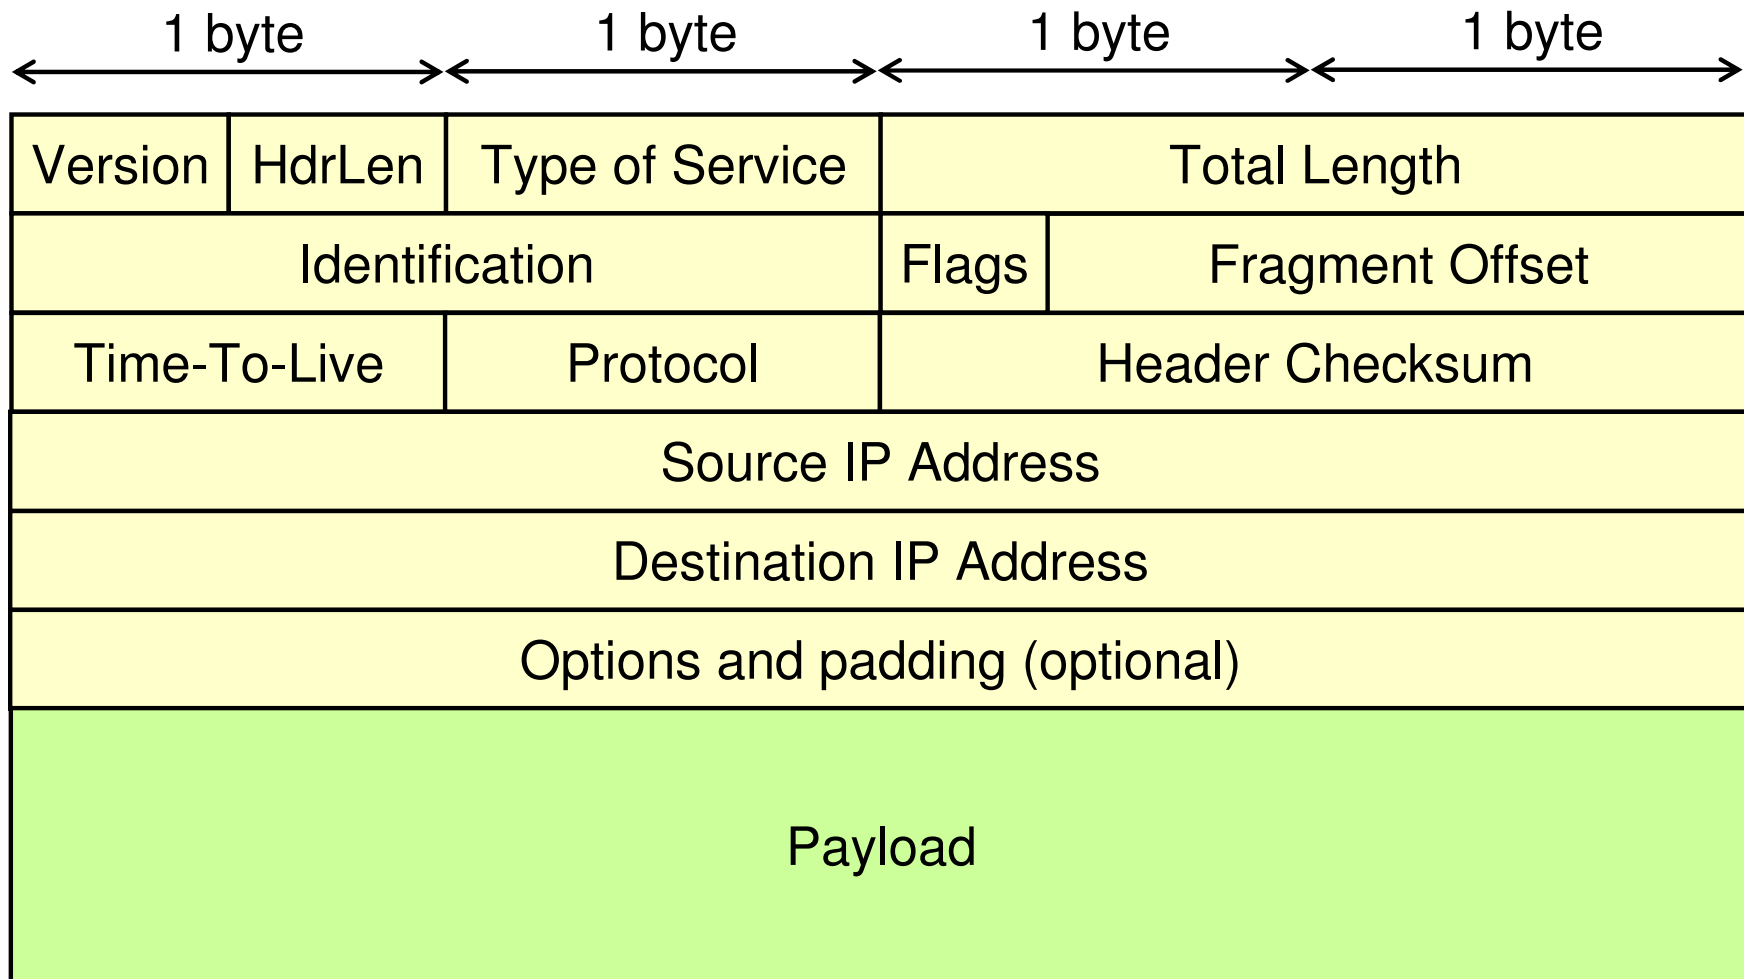 1 byte 1 byte 1 byte 1 byte
Version HdrLen Type of Service Total Length
Identification Flags Fragment Offset
Time-To-Live Protocol Header Checksum
Source IP Address
Destination IP Address
Options and padding (optional)
Payload